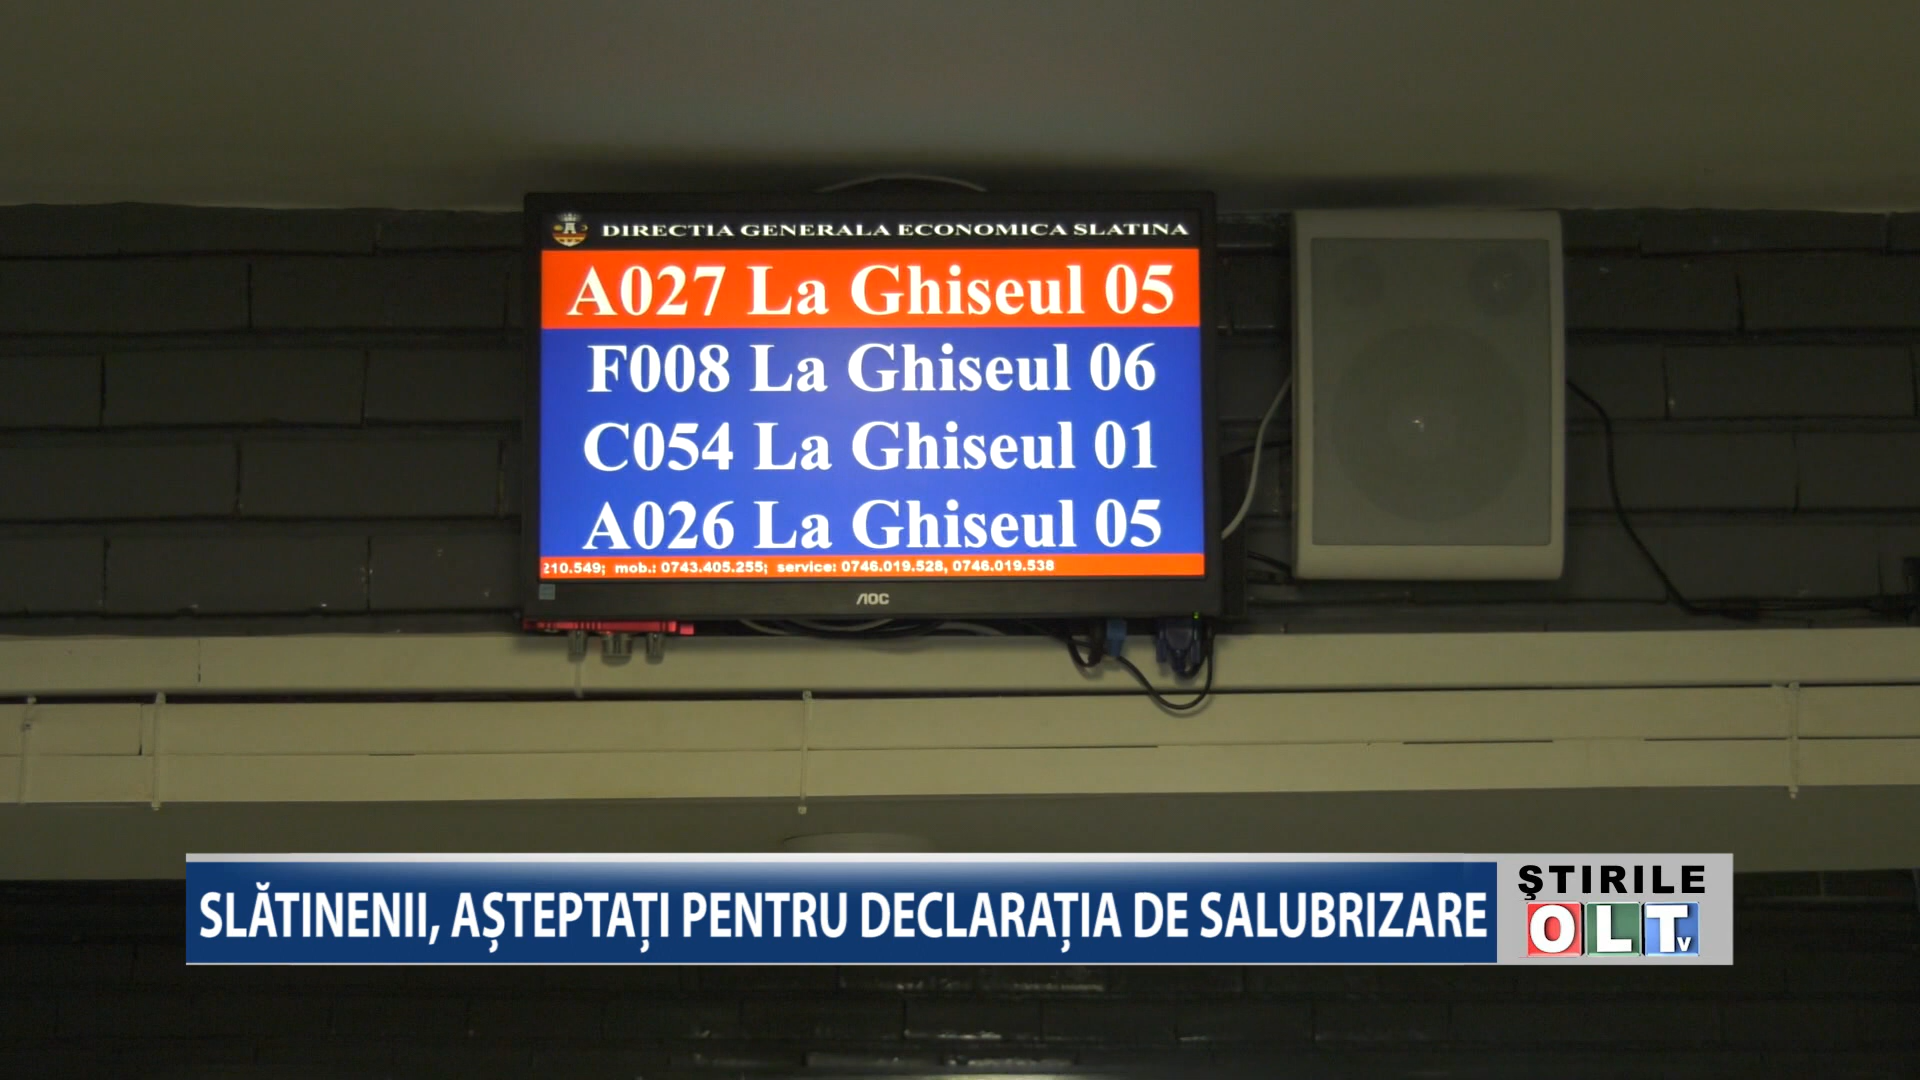 DIRECTIA GENERALA ECONOMICA SLATINA
A027 La Ghiseul 05
F008 La Ghiseul 06
C054 La Ghiseul 01
A026 La Ghiseul 05
210.549; mob.: 0743.405.255; service: 0746.019.528, 0746.019.538
AOC
SLĂTINENII, AȘTEPTAȚI PENTRU DECLARAȚIA DE SALUBRIZARE
ŞTIRILE
OLTv